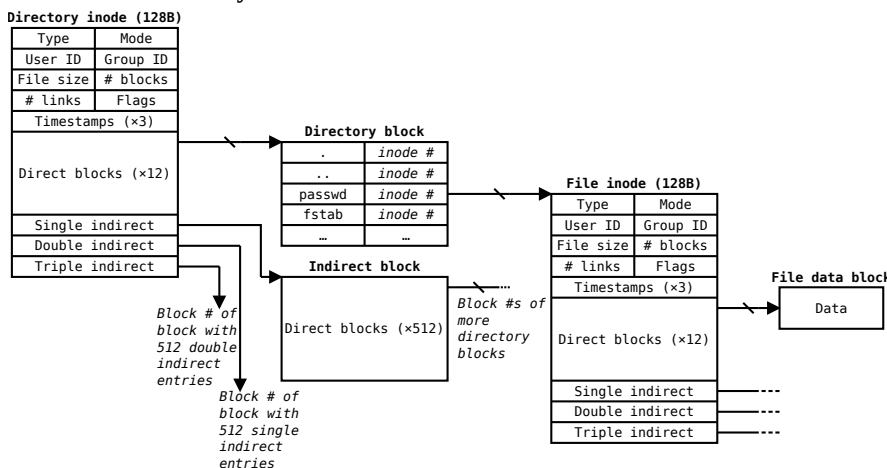 Directory inode (128B)
Type Mode
User ID Group ID
File size # blocks
# links Flags
Timestamps (×3)
Direct blocks (×12)
Single indirect
Double indirect
Triple indirect
Block # of
block with
512 double
indirect
entries
Block # of
block with
512 single
indirect
entries
Directory block
. inode #
.. inode #
passwd inode #
fstab inode #
… …
Indirect block
Direct blocks (×512)
Block #s of
more
directory
blocks
File inode (128B)
Type Mode
User ID Group ID
File size # blocks
# links Flags
Timestamps (×3)
Direct blocks (×12)
Single indirect
Double indirect
Triple indirect
File data block
Data